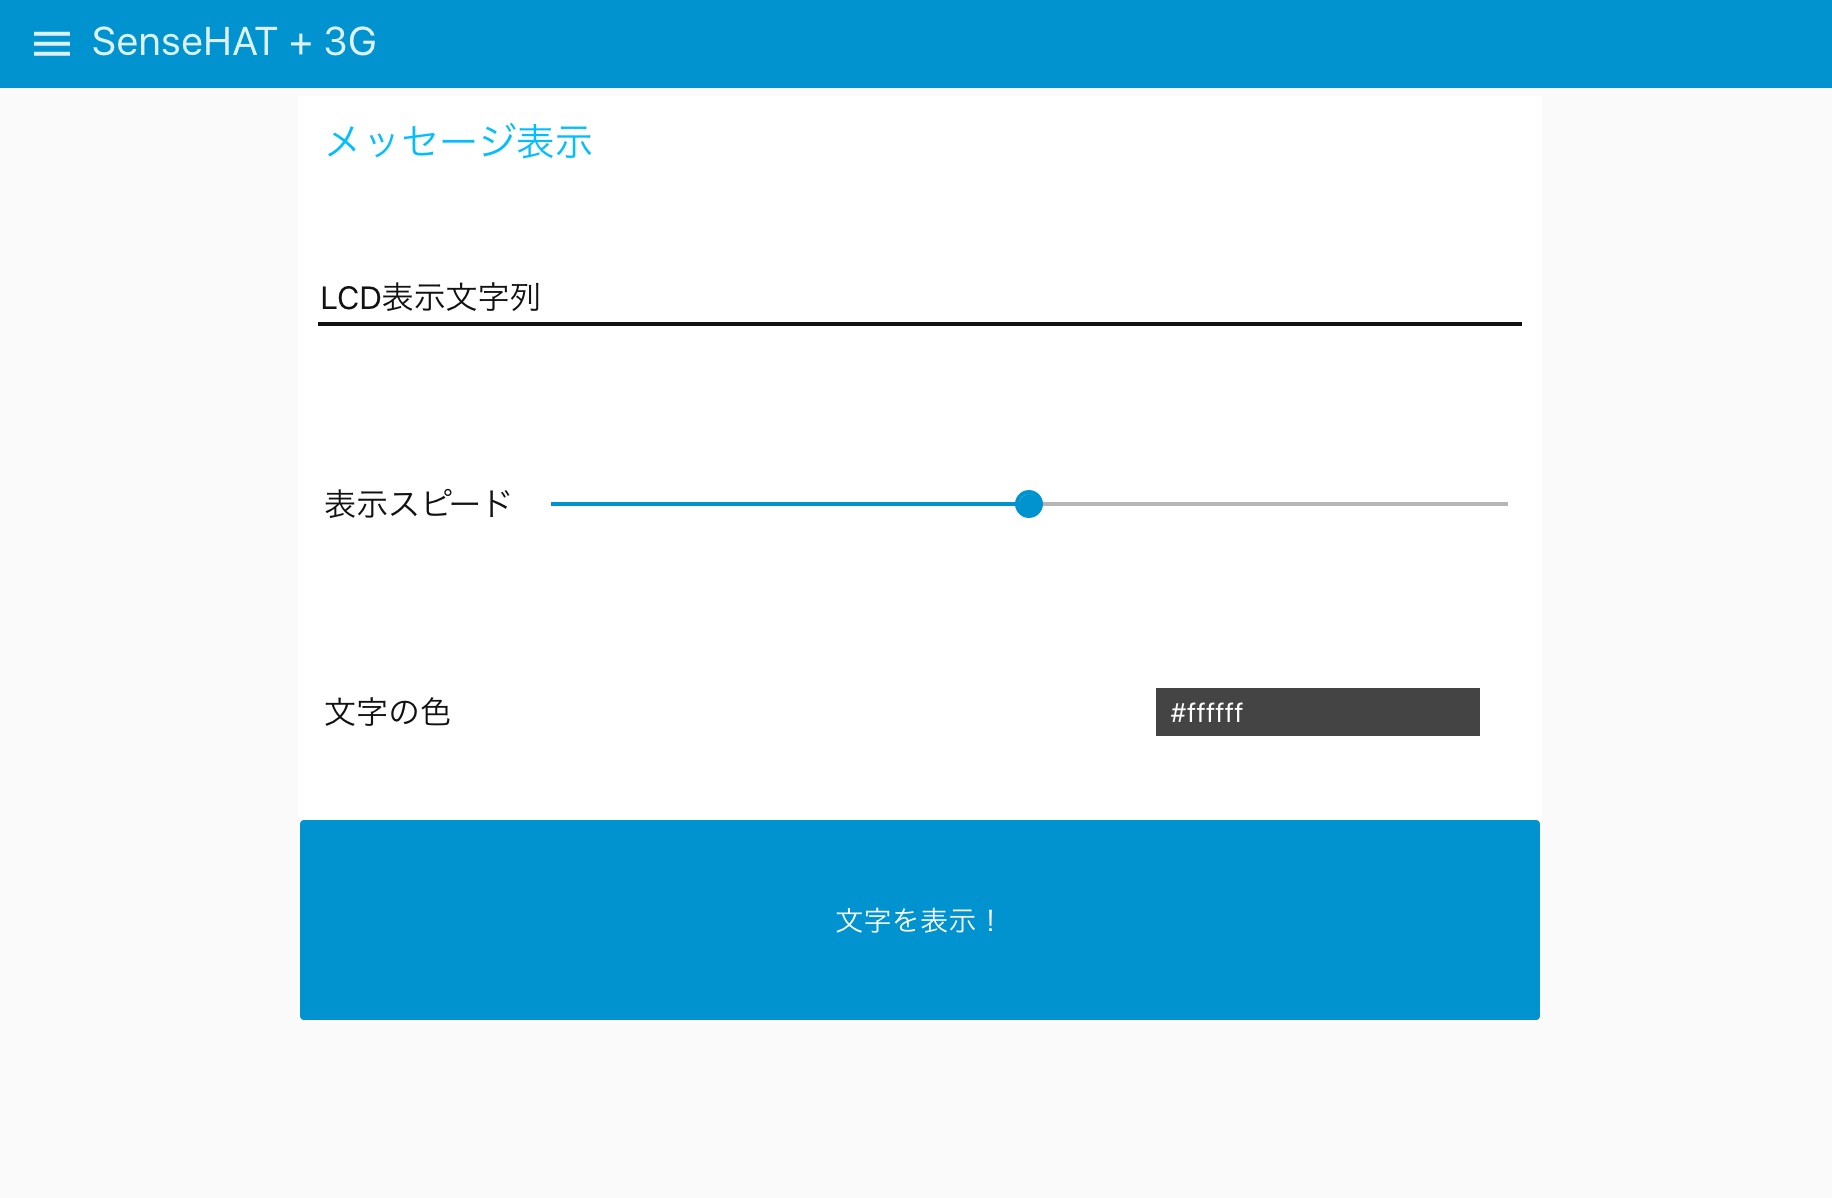 SenseHAT + 3G
メッセージ表示
LCD表示文字列
表示スピード
文字の色
#ffffff
文字を表示！